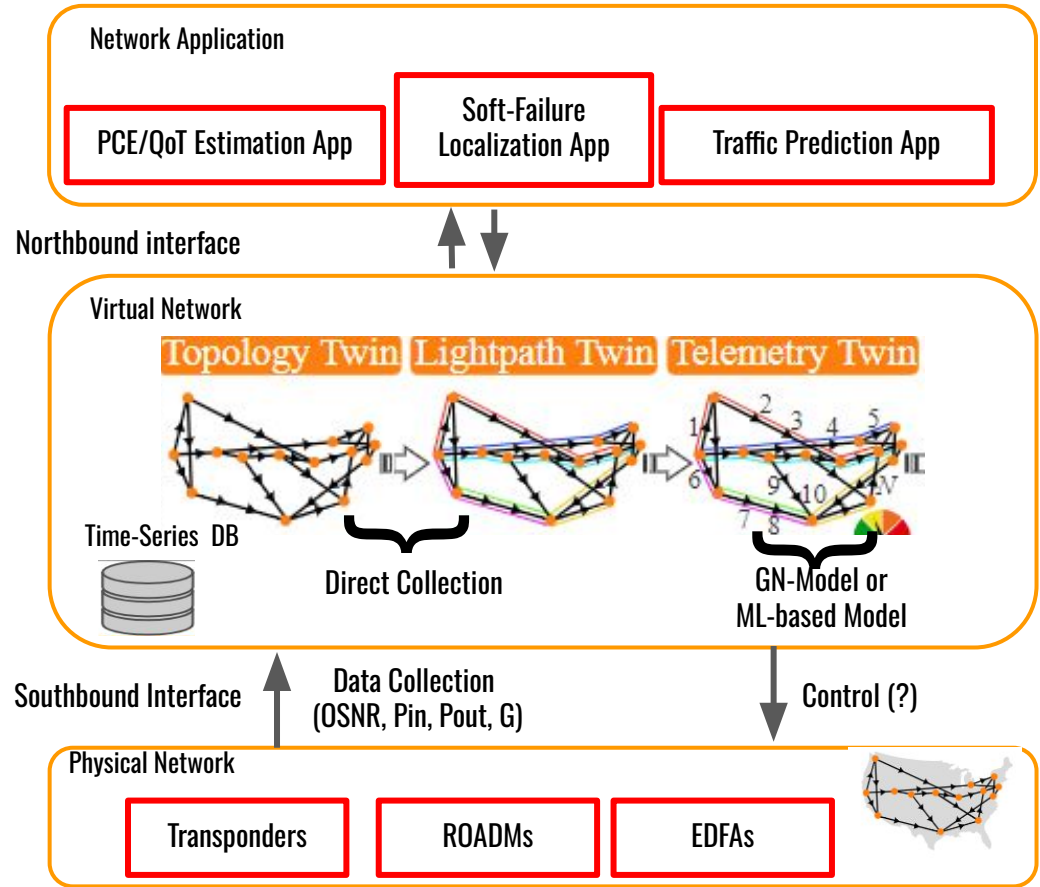 Network Application
PCE/QoT Estimation App
Soft-Failure
Localization App
Traffic Prediction App
Northbound interface
Virtual Network
Topology Twin
Lightpath Twin
Telemetry Twin
1
2
3
4
5
6
7
8
9
10
Time-Series DB
Direct Collection
GN-Model or
ML-based Model
Southbound Interface
Data Collection
(OSNR, Pin, Pout, G)
Control (?)
Physical Network
Transponders
ROADMs
EDFAs